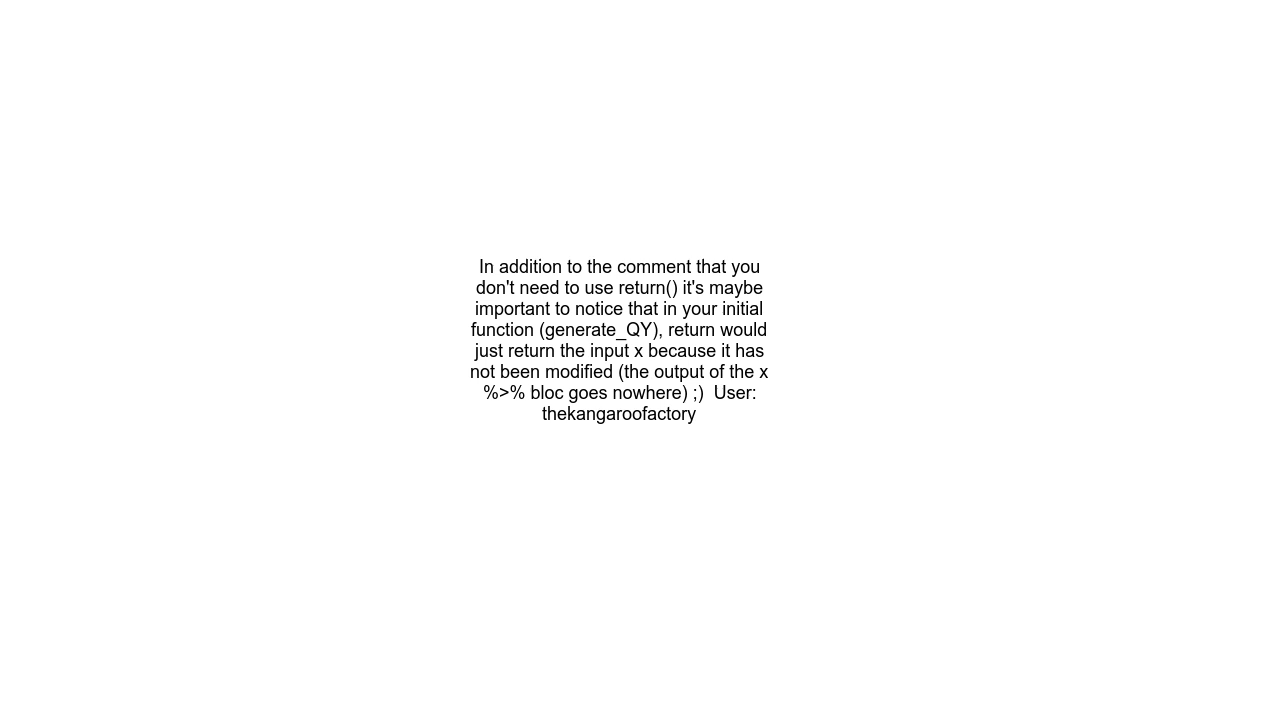 In addition to the comment that you
don't need to use return() it's maybe
important to notice that in your initial
function (generate_QY), return would
just return the input x because it has
not been modified (the output of the x
%>% bloc goes nowhere) ;)  User:
thekangaroofactory